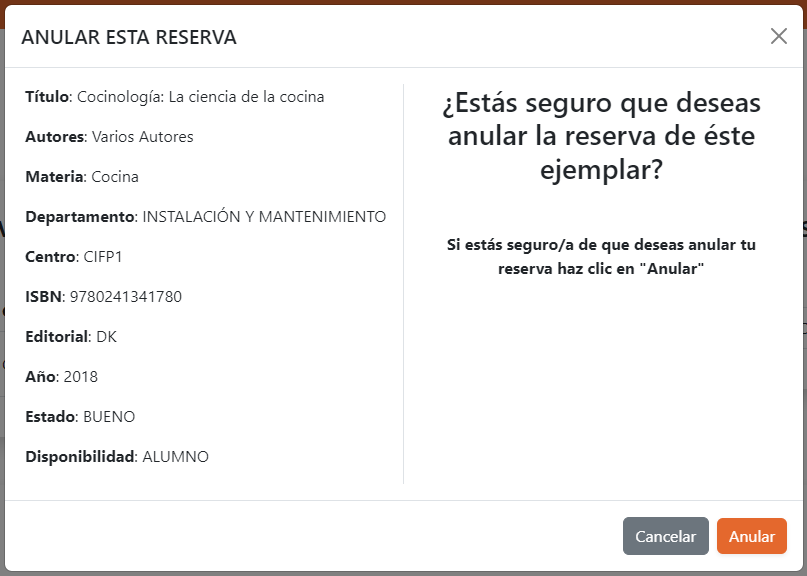 ANULAR ESTA RESERVA
Título: Cocinología: La ciencia de la cocina
Autores: Varios Autores
Materia: Cocina
Departamento: INSTALACIÓN Y MANTENIMIENTO
Centro: CIFP1
ISBN: 9780241341780
Editorial: DK
Año: 2018
Estado: BUENO
Disponibilidad: ALUMNO
¿Estás seguro que deseas
anular la reserva de éste
ejemplar?
Si estás seguro/a de que deseas anular tu
reserva haz clic en "Anular"
Cancelar
Anular